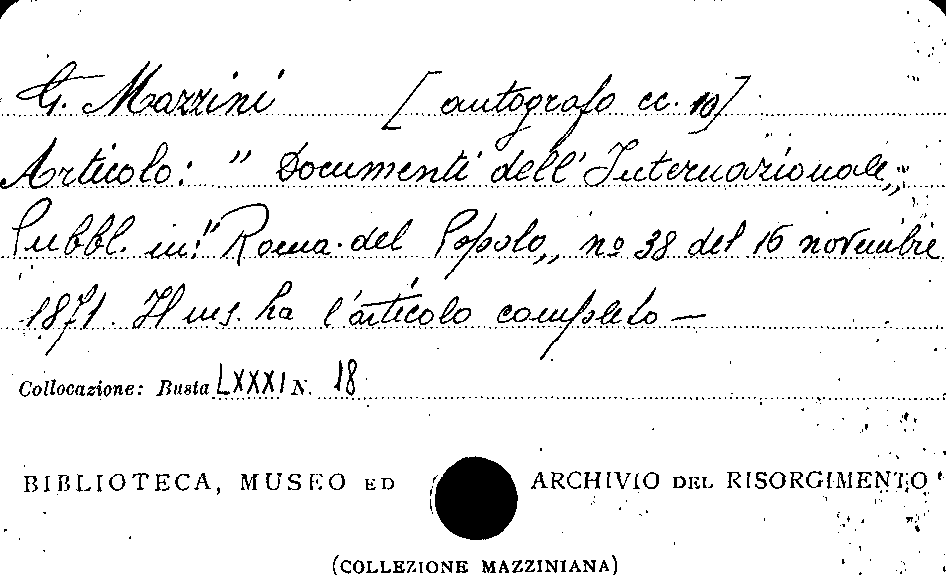 G. Mazzini [autografo cc. 10]
Articolo: " Documenti dell'Internazionale„
Pubbl. in: "Roma del Popolo„ nº 38 del 16 novembre
1871. Il ms. ha l'articolo completo —
Collocazione: Busta LXXXI N. 18
BIBLIOTECA, MUSEO ED ARCHIVIO DEL RISORGIMENTO
(COLLEZIONE MAZZINIANA)